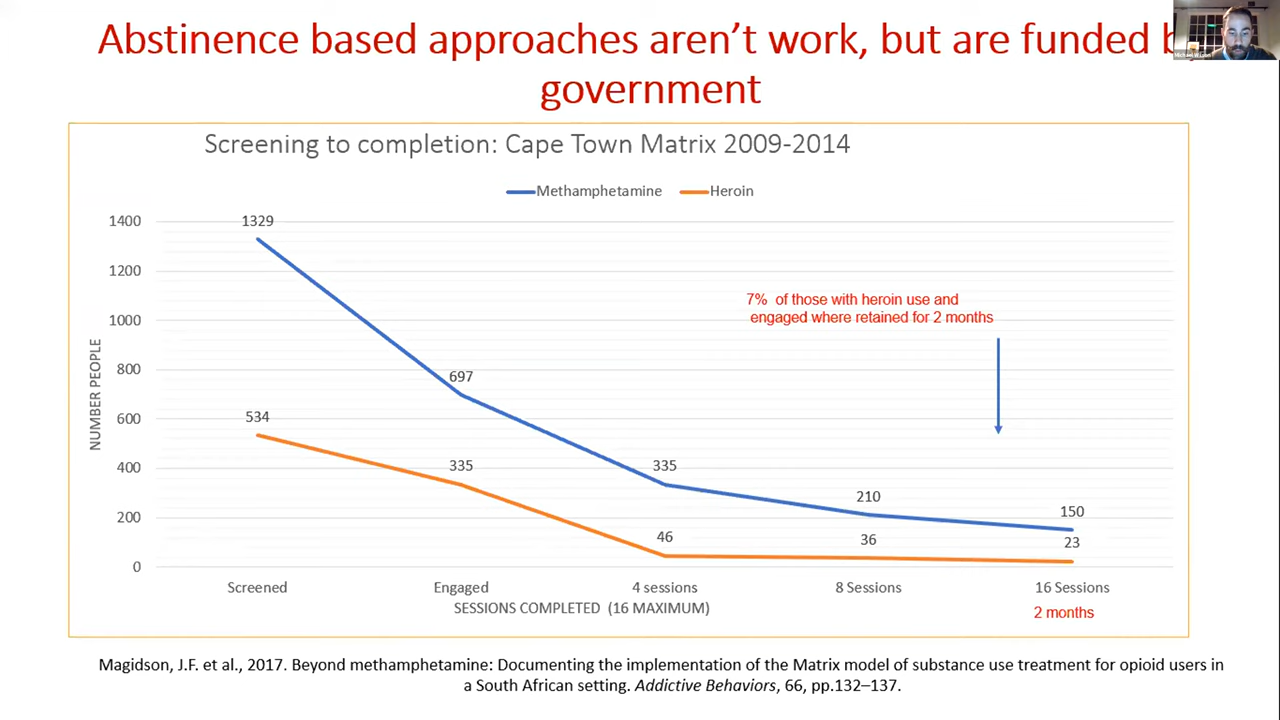 Abstinence based approaches aren't work, but are funded by
government
Screening to completion: Cape Town Matrix 2009-2014
Methamphetamine Heroin
1400
1200
1000
800
600
400
200
0
NUMBER PEOPLE
1329
697
335
210
150
534
335
46
36
23
7% of those with heroin use and
engaged where retained for 2 months
Screened Engaged 4 sessions 8 Sessions 16 Sessions
SESSIONS COMPLETED (16 MAXIMUM)
2 months
Magidson, J.F. et al., 2017. Beyond methamphetamine: Documenting the implementation of the Matrix model of substance use treatment for opioid users in
a South African setting. Addictive Behaviors, 66, pp.132–137.